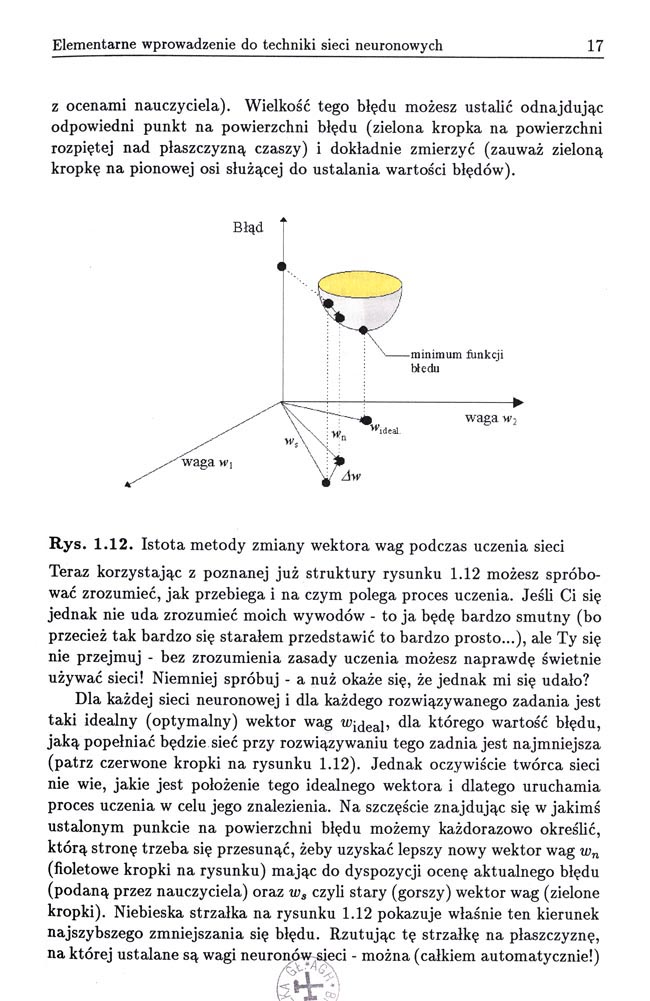 Elementarne wprowadzenie do techniki sieci neuronowych 17
z ocenami nauczyciela). Wielkość tego błędu możesz ustalić odnajdując
odpowiedni punkt na powierzchni błędu (zielona kropka na powierzchni
rozpiętej nad płaszczyzną czaszy) i dokładnie zmierzyć (zauważ zieloną
kropkę na pionowej osi służącej do ustalania wartości błędów).
Błąd
minimum funkcji
błedu
waga w₂
w ideal.
wₙ
wₛ
waga w₁
Δw
Rys. 1.12. Istota metody zmiany wektora wag podczas uczenia sieci
Teraz korzystając z poznanej już struktury rysunku 1.12 możesz spróbo-
wać zrozumieć, jak przebiega i na czym polega proces uczenia. Jeśli Ci się
jednak nie uda zrozumieć moich wywodów - to ja będę bardzo smutny (bo
przecież tak bardzo się starałem przedstawić to bardzo prosto...), ale Ty się
nie przejmuj - bez zrozumienia zasady uczenia możesz naprawdę świetnie
używać sieci! Niemniej spróbuj - a nuż okaże się, że jednak mi się udało?
Dla każdej sieci neuronowej i dla każdego rozwiązywanego zadania jest
taki idealny (optymalny) wektor wag wideal, dla którego wartość błędu,
jaką popełniać będzie sieć przy rozwiązywaniu tego zadnia jest najmniejsza
(patrz czerwone kropki na rysunku 1.12). Jednak oczywiście twórca sieci
nie wie, jakie jest położenie tego idealnego wektora i dlatego uruchamia
proces uczenia w celu jego znalezienia. Na szczęście znajdując się w jakimś
ustalonym punkcie na powierzchni błędu możemy każdorazowo określić,
którą stronę trzeba się przesunąć, żeby uzyskać lepszy nowy wektor wag wₙ
(fioletowe kropki na rysunku) mając do dyspozycji ocenę aktualnego błędu
(podaną przez nauczyciela) oraz wₛ czyli stary (gorszy) wektor wag (zielone
kropki). Niebieska strzałka na rysunku 1.12 pokazuje właśnie ten kierunek
najszybszego zmniejszania się błędu. Rzutując tę strzałkę na płaszczyznę,
na której ustalane są wagi neuronów sieci - można (całkiem automatycznie!)